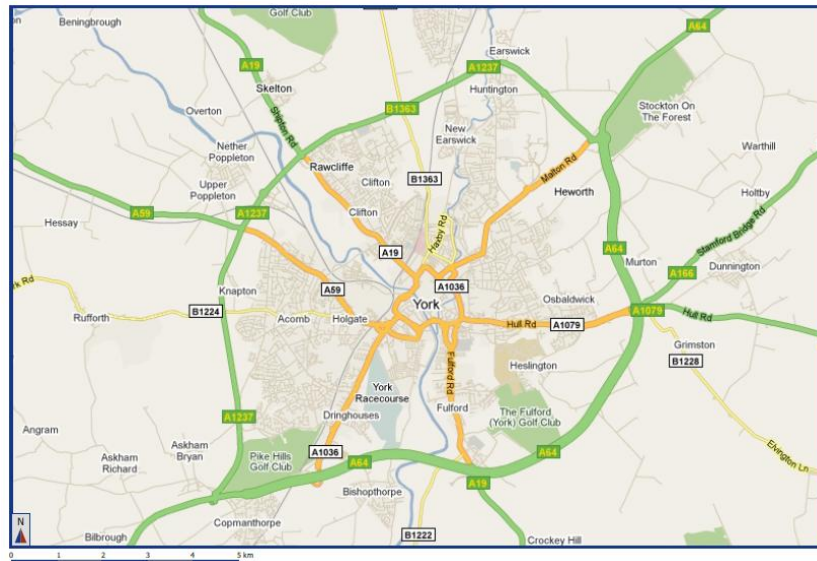 Beningbrough
Golf Club
A64
A19
Earswick
Skelton
A1237
Huntington
Overton
B1363
Shipton Rd
Stockton On
The Forest
New
Earswick
Nether
Poppleton
Warthill
Rawcliffe
Malton Rd
Clifton
B1363
Heworth
Upper
Poppleton
Holtby
Clifton
A59
A1237
Hessay
Haxby Rd
Stamford Bridge Rd
A19
A64
Murton
A166
Dunnington
rk Rd
Knapton
A59
A1036
York
Osbaldwick
Rufforth
B1224
Acomb
Holgate
Hull Rd
A1079
A1079
Hull Rd
Grimston
B1228
Fulford Rd
Heslington
York
Racecourse
Fulford
Dringhouses
The Fulford
(York) Golf Club
A1237
Angram
Askham
Bryan
Askham
Richard
Pike Hills
Golf Club
A1036
A64
A64
Elvington Ln
A19
Bishopthorpe
Copmanthorpe
N
Bilbrough
B1222
Crockey Hill
0 1 2 3 4 5 km